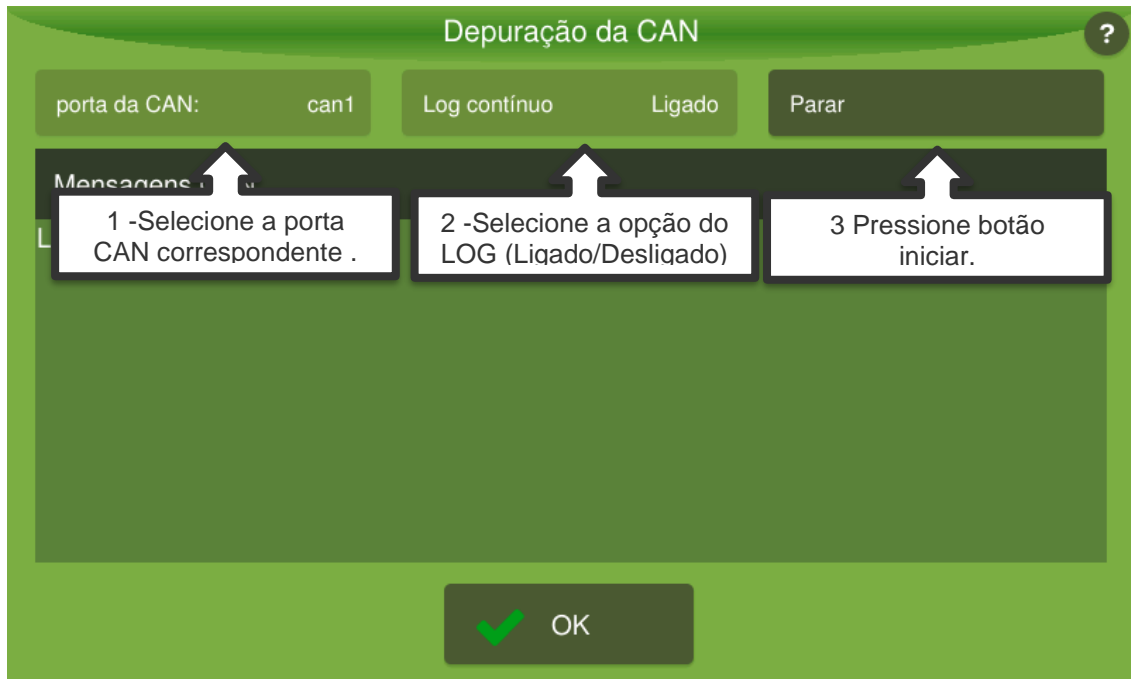 Depuração da CAN
?
porta da CAN: can1
Log contínuo Ligado
Parar
Mensagens
1 -Selecione a porta
CAN correspondente .
2 -Selecione a opção do
LOG (Ligado/Desligado)
3 Pressione botão
iniciar.
OK